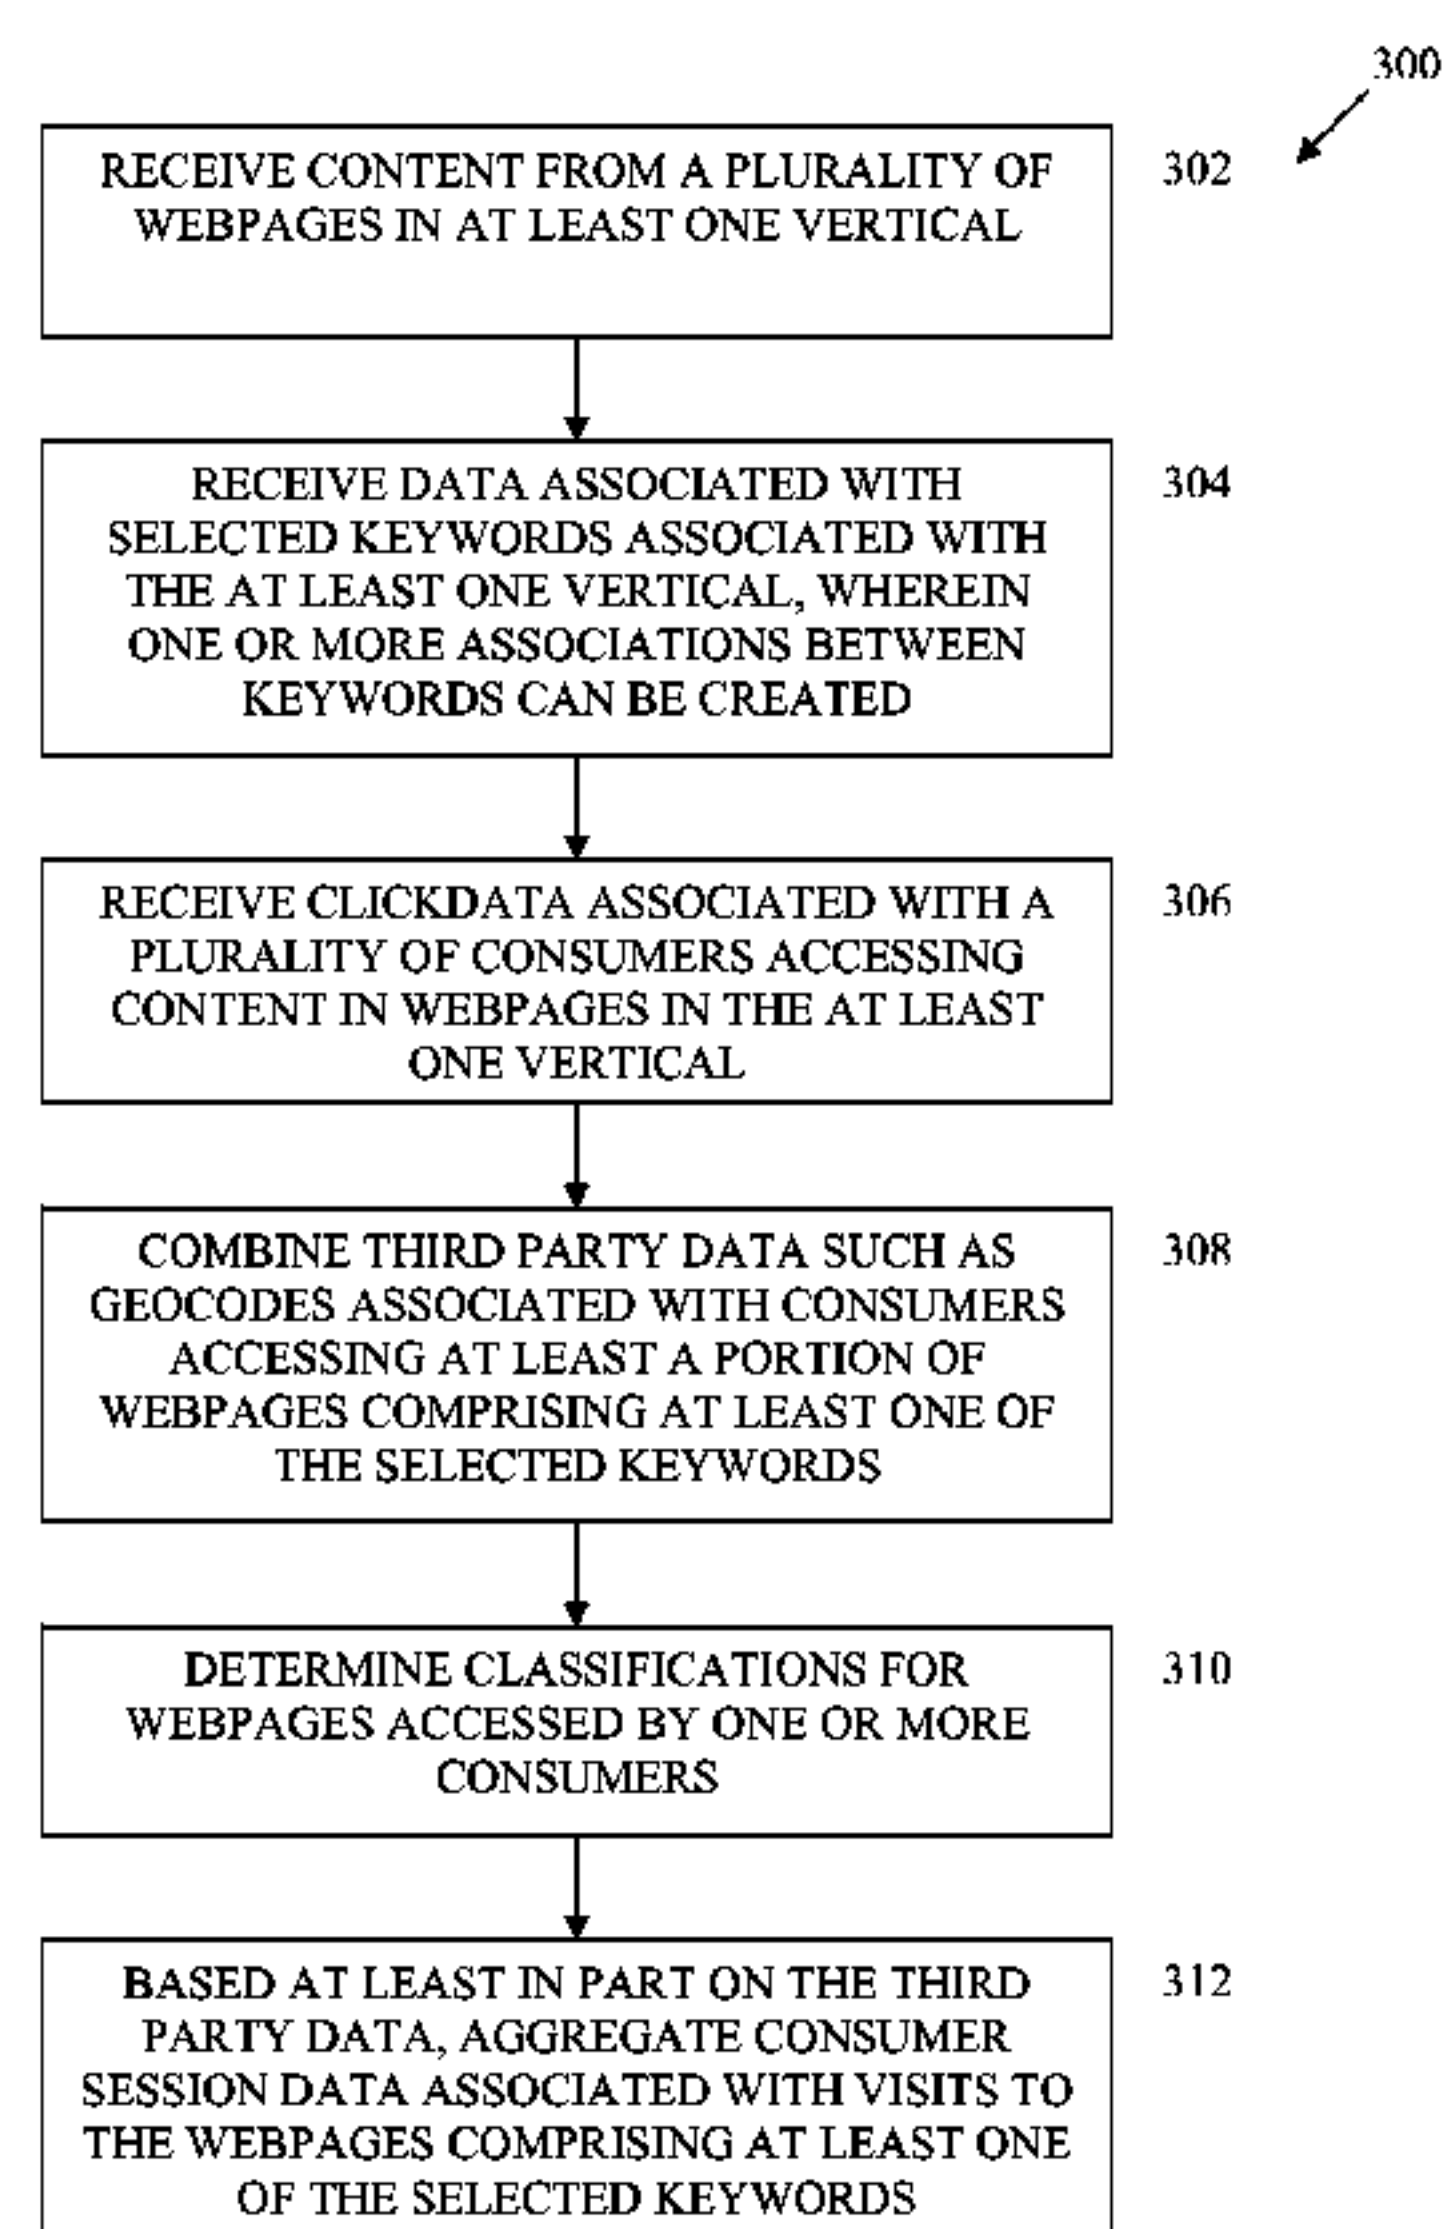 300
RECEIVE CONTENT FROM A PLURALITY OF
WEBPAGES IN AT LEAST ONE VERTICAL
302
RECEIVE DATA ASSOCIATED WITH
SELECTED KEYWORDS ASSOCIATED WITH
THE AT LEAST ONE VERTICAL, WHEREIN
ONE OR MORE ASSOCIATIONS BETWEEN
KEYWORDS CAN BE CREATED
304
RECEIVE CLICKDATA ASSOCIATED WITH A
PLURALITY OF CONSUMERS ACCESSING
CONTENT IN WEBPAGES IN THE AT LEAST
ONE VERTICAL
306
COMBINE THIRD PARTY DATA SUCH AS
GEOCODES ASSOCIATED WITH CONSUMERS
ACCESSING AT LEAST A PORTION OF
WEBPAGES COMPRISING AT LEAST ONE OF
THE SELECTED KEYWORDS
308
DETERMINE CLASSIFICATIONS FOR
WEBPAGES ACCESSED BY ONE OR MORE
CONSUMERS
310
BASED AT LEAST IN PART ON THE THIRD
PARTY DATA, AGGREGATE CONSUMER
SESSION DATA ASSOCIATED WITH VISITS TO
THE WEBPAGES COMPRISING AT LEAST ONE
OF THE SELECTED KEYWORDS
312